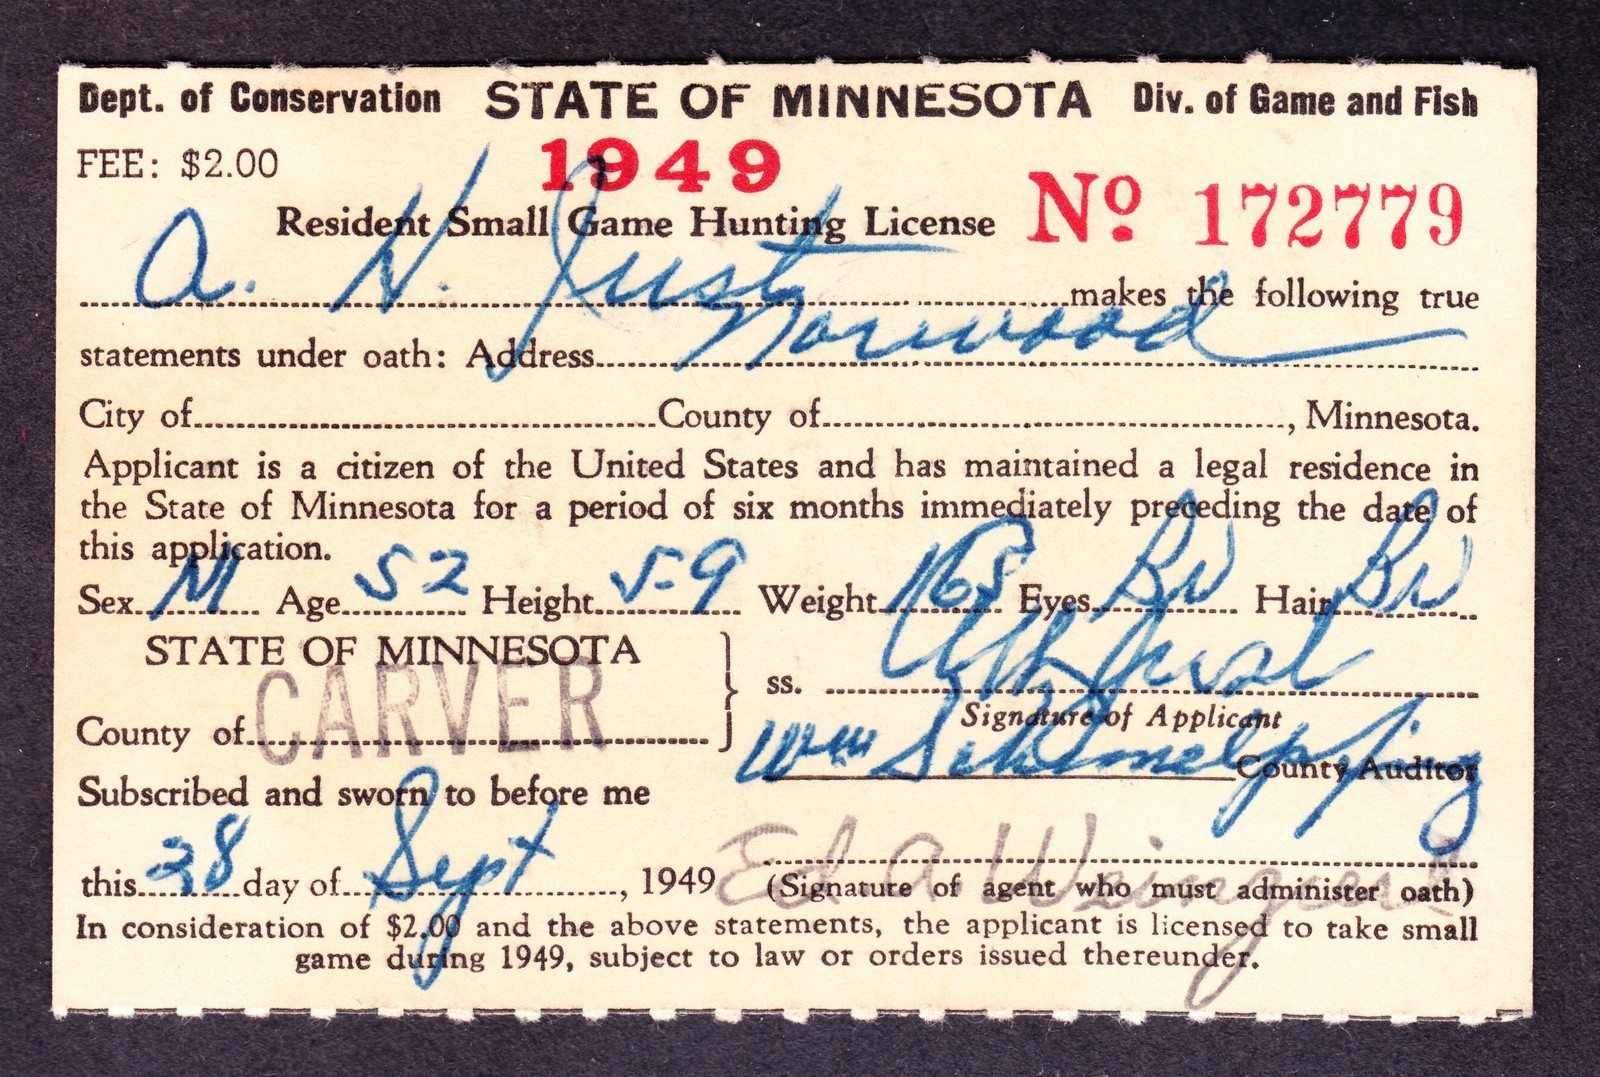 Dept. of Conservation STATE OF MINNESOTA Div. of Game and Fish
FEE: $2.00 1949
Resident Small Game Hunting License Nº 172779
A. H. Just makes the following true
statements under oath: Address Norwood
City of County of , Minnesota.
Applicant is a citizen of the United States and has maintained a legal residence in
the State of Minnesota for a period of six months immediately preceding the date of
this application.
Sex M Age 52 Height 5-9 Weight 168 Eyes Br Hair Br
STATE OF MINNESOTA
ss. A H Just
Signature of Applicant
County of CARVER
Wm Schmelpfing County Auditor
Subscribed and sworn to before me
this 28 day of Sept, 1949
Ed A
(Signature of agent who must administer oath)
In consideration of $2.00 and the above statements, the applicant is licensed to take small
game during 1949, subject to law or orders issued thereunder.